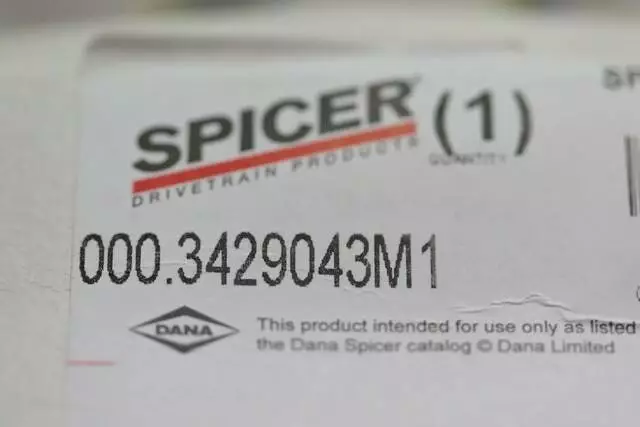 SPICER
DRIVETRAIN PRODUCTS
(1)
QUANTITY
SP
000.3429043M1
DANA
This product intended for use only as listed
the Dana Spicer catalog © Dana Limited